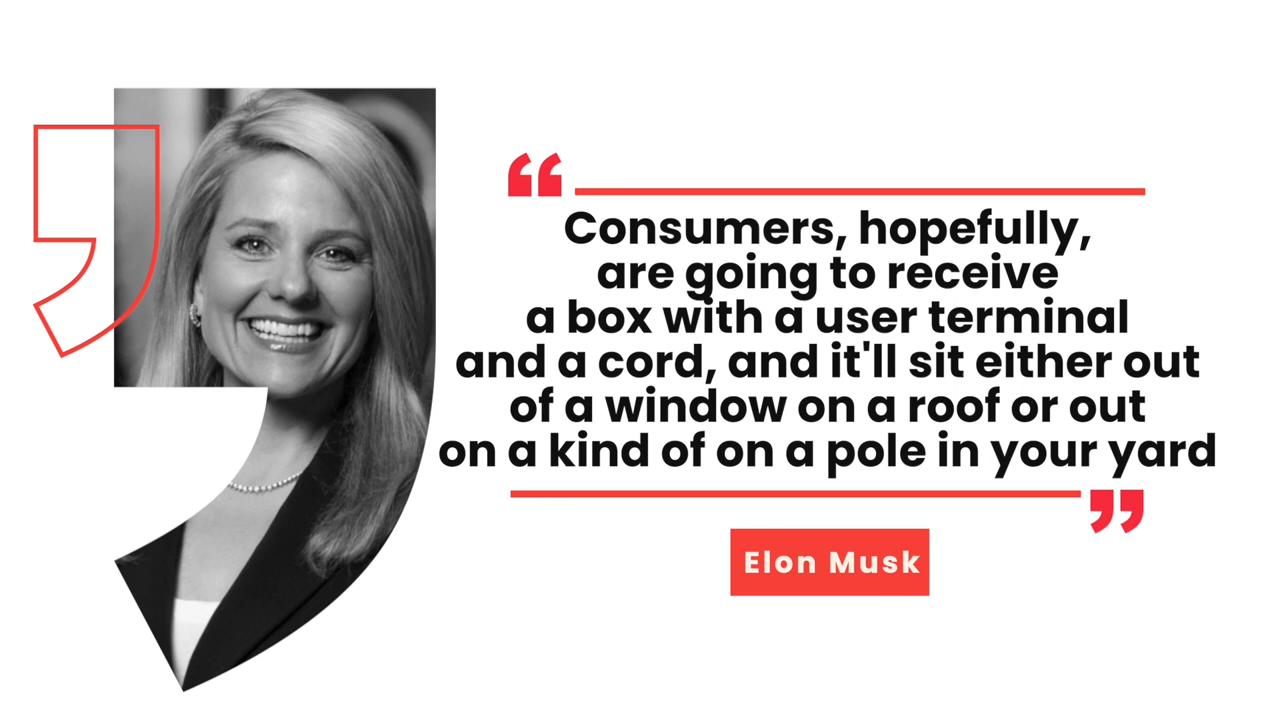 “
Consumers, hopefully,
are going to receive
a box with a user terminal
and a cord, and it'll sit either out
of a window on a roof or out
on a kind of on a pole in your yard
”
Elon Musk